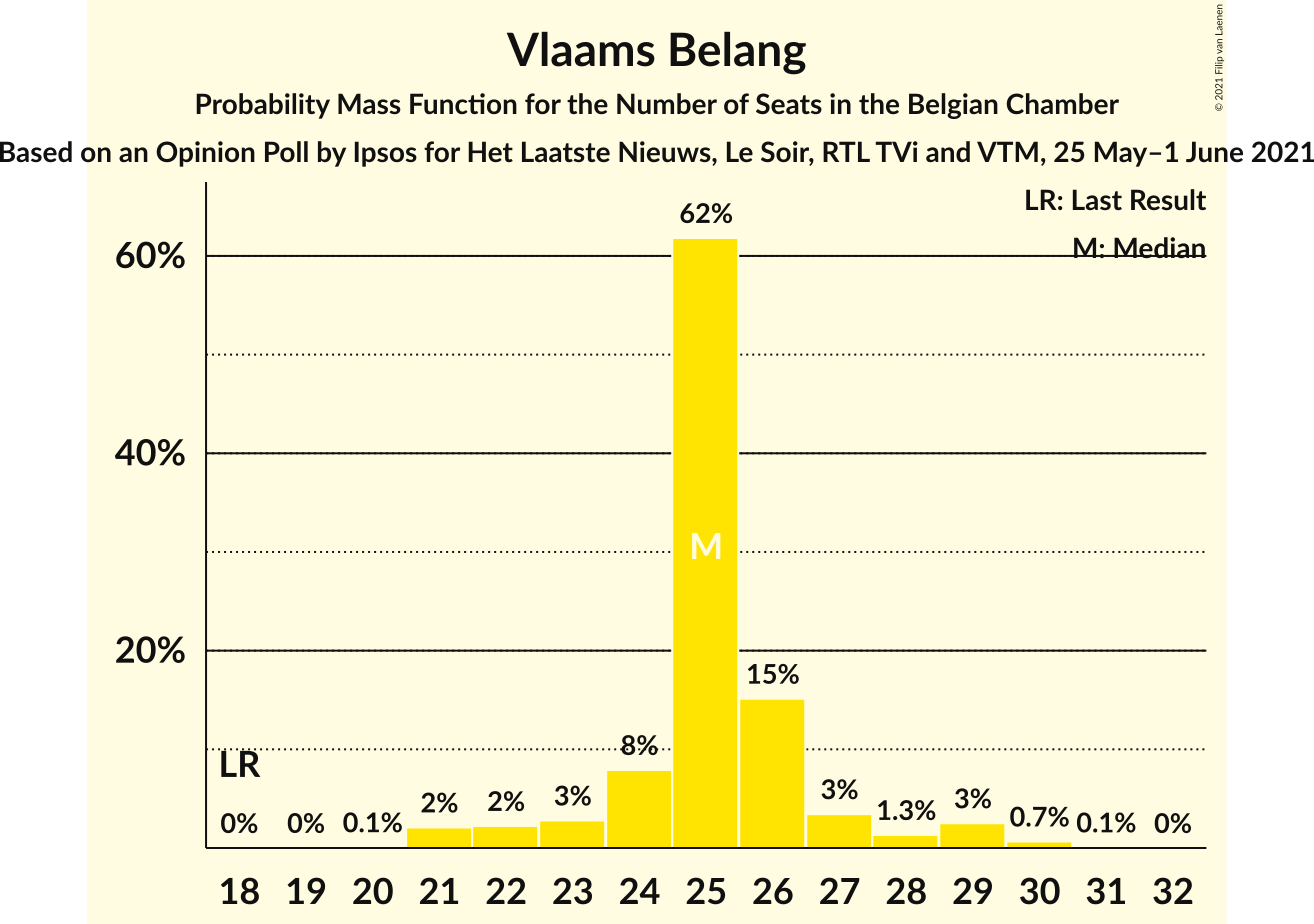 Vlaams Belang
Probability Mass Function for the Number of Seats in the Belgian Chamber
Based on an Opinion Poll by Ipsos for Het Laatste Nieuws, Le Soir, RTL TVi and VTM, 25 May–1 June 2021
© 2021 Filip van Laenen
LR: Last Result
M: Median
60%
40%
20%
62%
M
15%
8%
LR
0% 0% 0.1% 2% 2% 3% 3% 1.3% 3% 0.7% 0.1% 0%
18 19 20 21 22 23 24 25 26 27 28 29 30 31 32